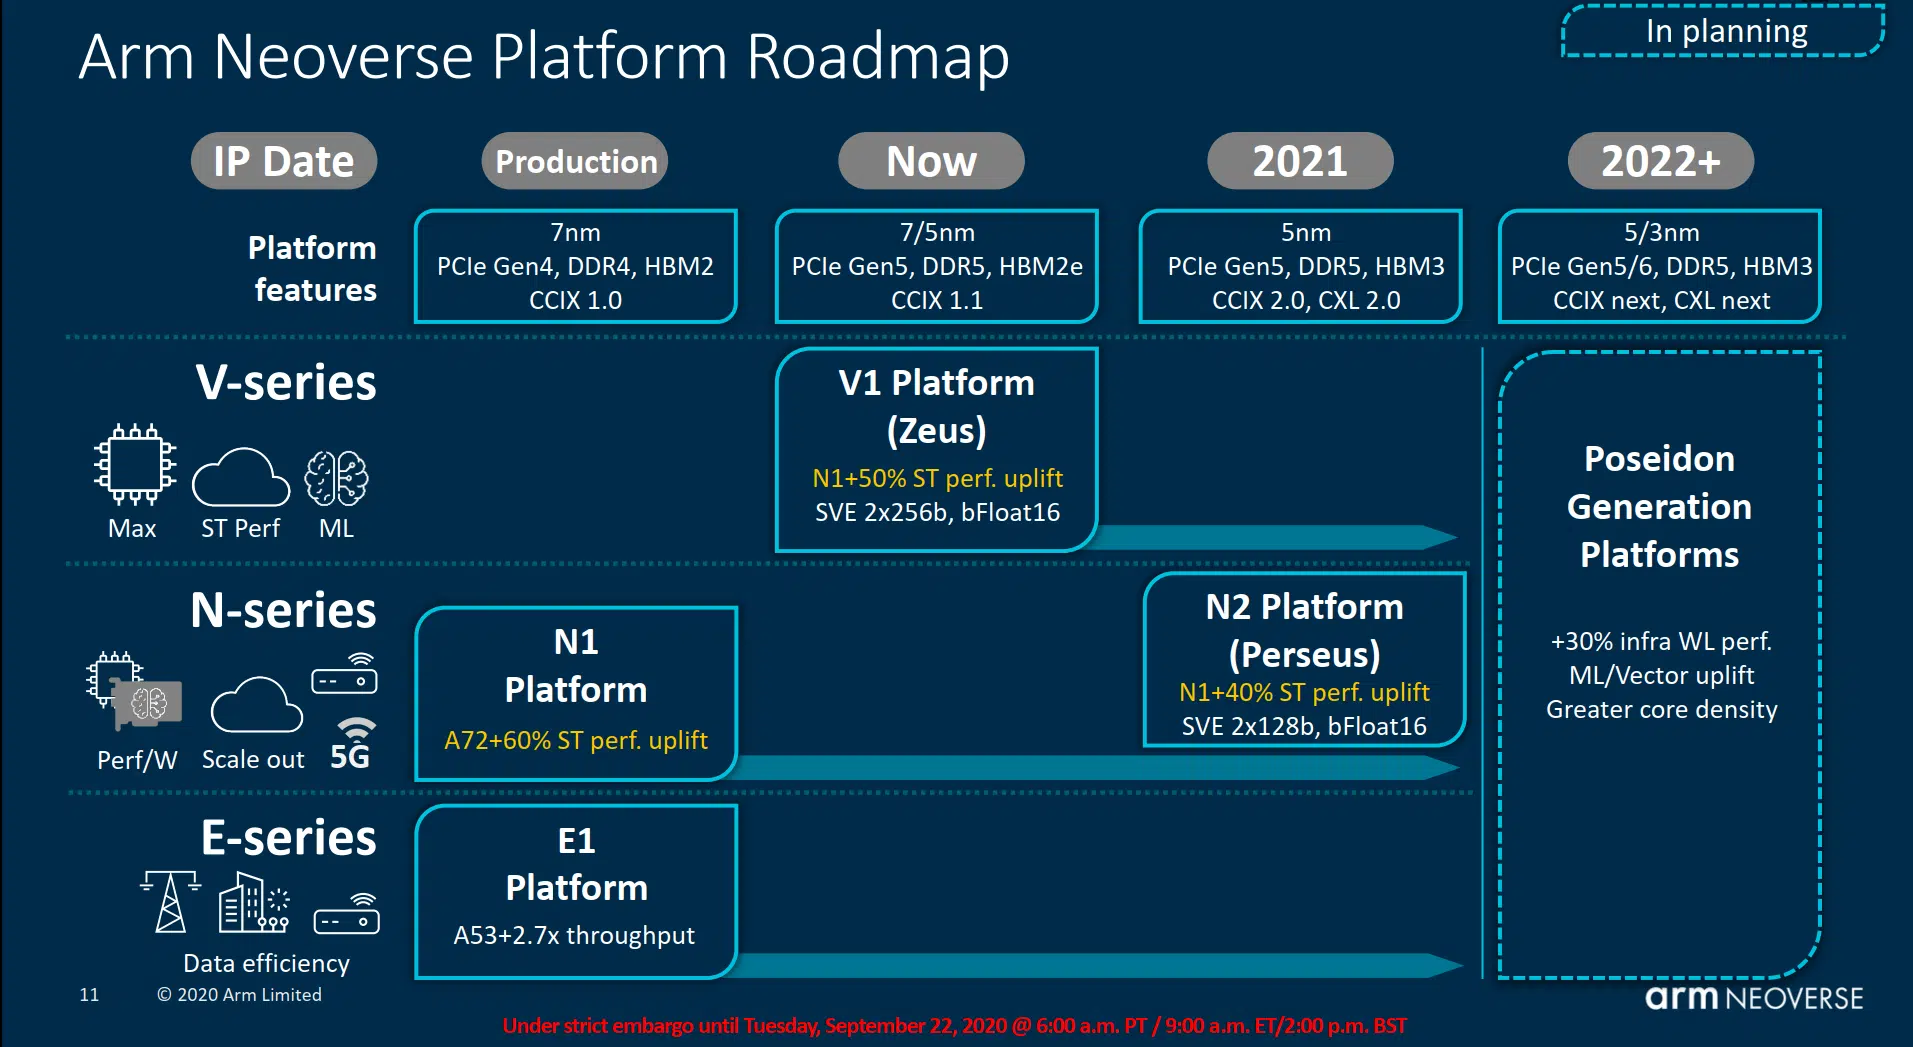 Arm Neoverse Platform Roadmap
In planning
IP Date
Production
Now
2021
2022+
Platform
features
7nm
PCIe Gen4, DDR4, HBM2
CCIX 1.0
7/5nm
PCIe Gen5, DDR5, HBM2e
CCIX 1.1
5nm
PCIe Gen5, DDR5, HBM3
CCIX 2.0, CXL 2.0
5/3nm
PCIe Gen5/6, DDR5, HBM3
CCIX next, CXL next
V-series
Max
ST Perf
ML
V1 Platform
(Zeus)
N1+50% ST perf. uplift
SVE 2x256b, bFloat16
N-series
Perf/W
Scale out
5G
N1
Platform
A72+60% ST perf. uplift
N2 Platform
(Perseus)
N1+40% ST perf. uplift
SVE 2x128b, bFloat16
E-series
Data efficiency
E1
Platform
A53+2.7x throughput
Poseidon
Generation
Platforms
+30% infra WL perf.
ML/Vector uplift
Greater core density
11
© 2020 Arm Limited
arm NEOVERSE
Under strict embargo until Tuesday, September 22, 2020 @ 6:00 a.m. PT / 9:00 a.m. ET/2:00 p.m. BST